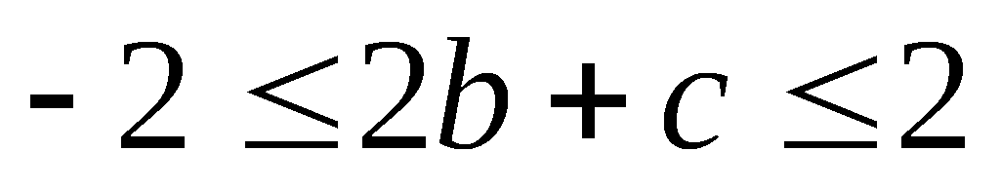 - 2 ≤2b + c ≤2